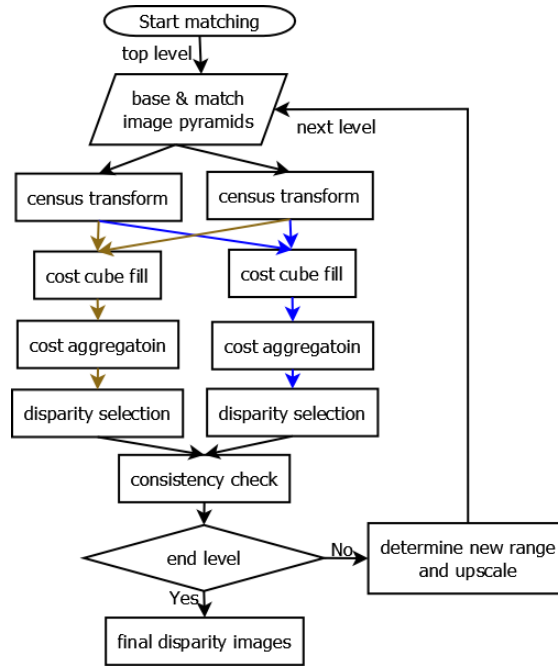 Start matching
top level
base & match
image pyramids
next level
census transform
census transform
cost cube fill
cost cube fill
cost aggregatoin
cost aggregatoin
disparity selection
disparity selection
consistency check
end level
No
determine new range
and upscale
Yes
final disparity images